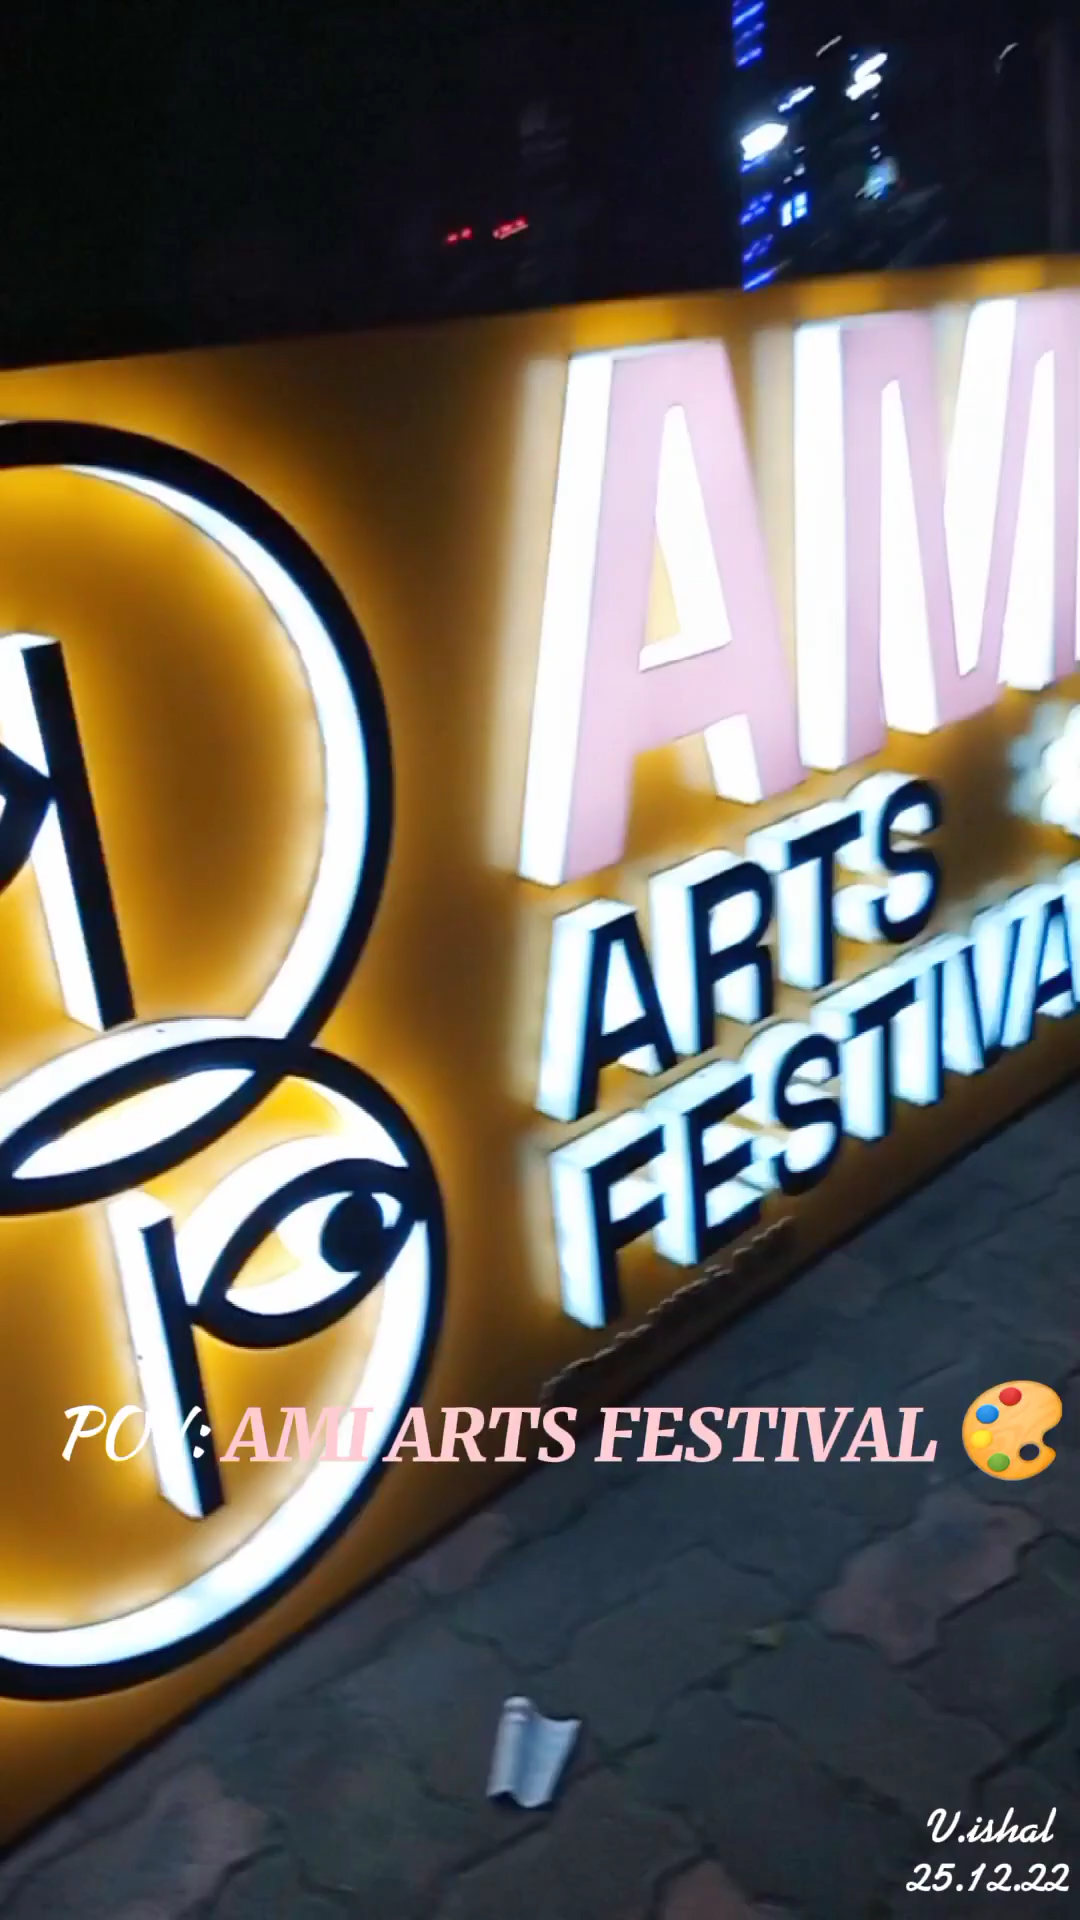 AM
ARTS
FESTIVA
POV: AMI ARTS FESTIVAL
V.ishal
25.12.22